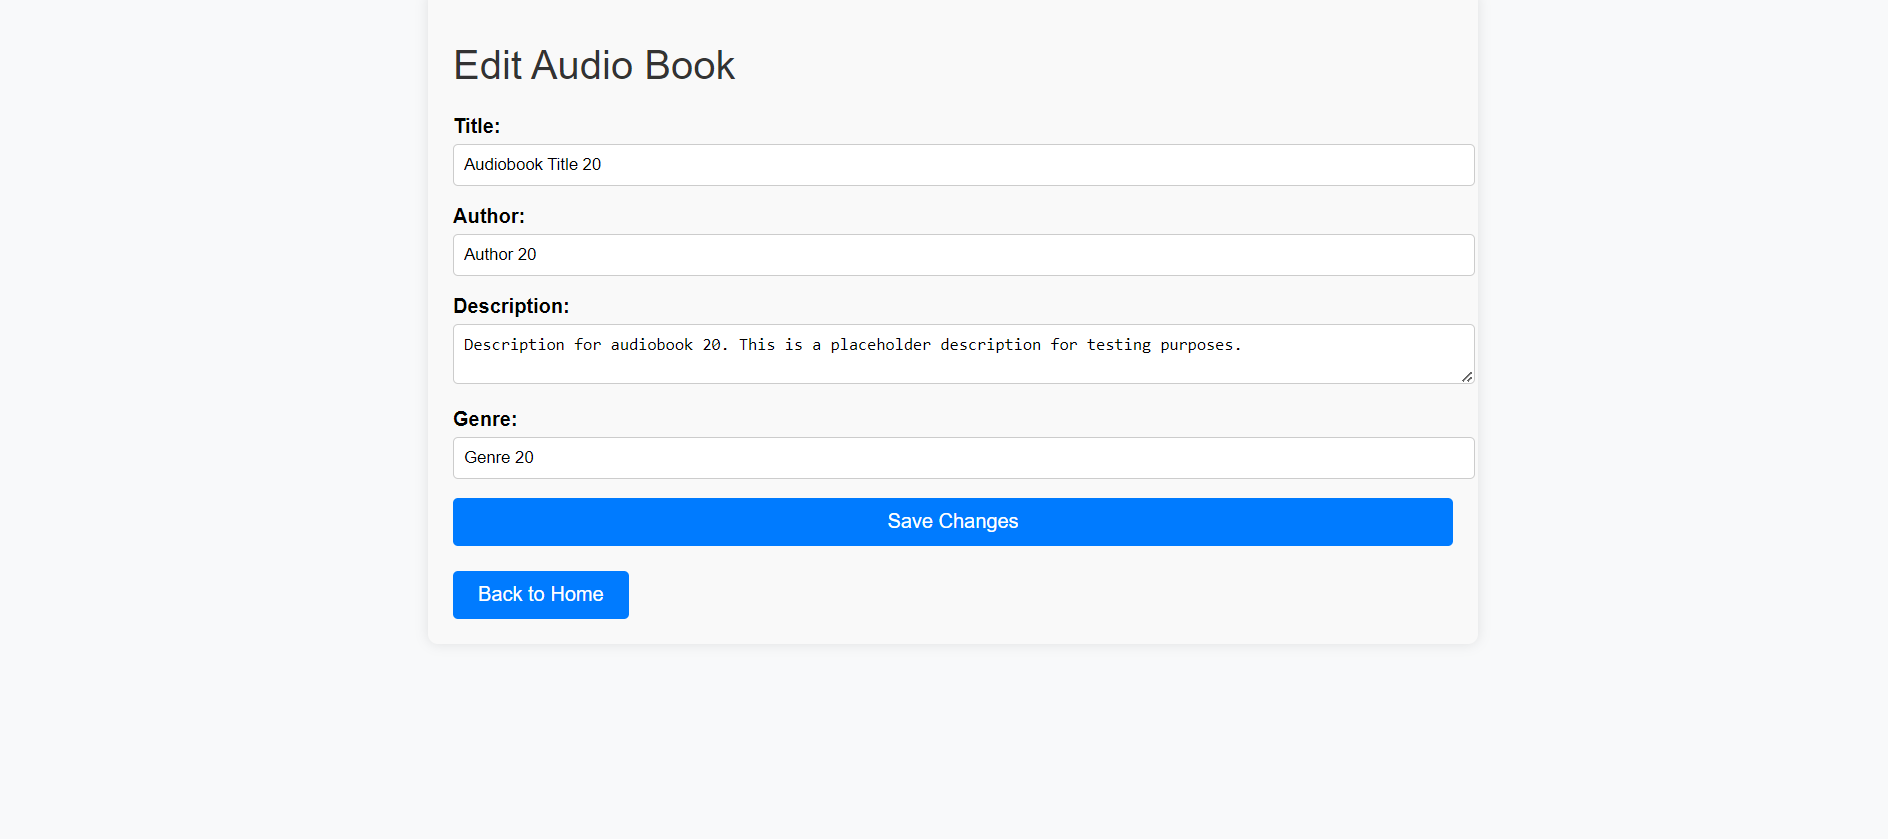 Edit Audio Book
Title:
Audiobook Title 20
Author:
Author 20
Description:
Description for audiobook 20. This is a placeholder description for testing purposes.
Genre:
Genre 20
Save Changes
Back to Home